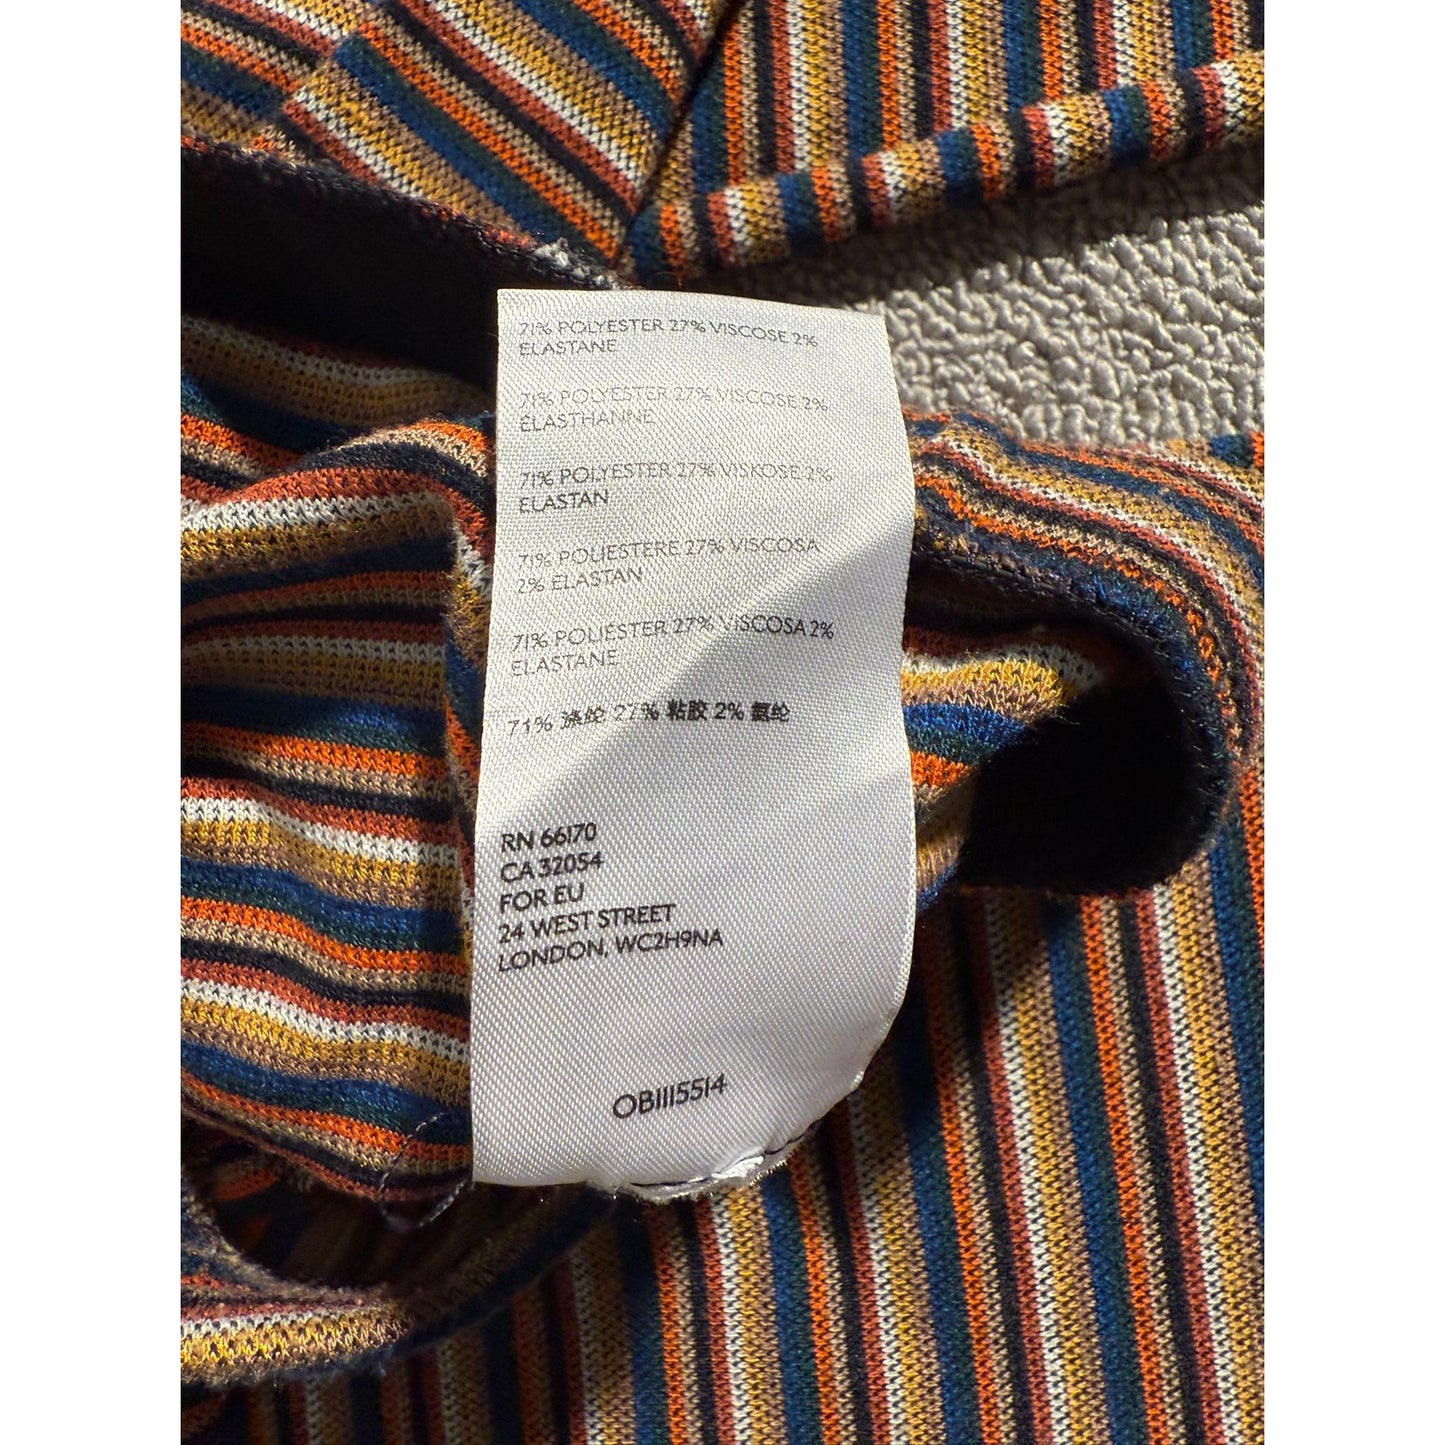 71% POLYESTER 27% VISCOSE 2%
ELASTANE
71% POLYESTER 27% VISCOSE 2%
ÉLASTHANNE
71% POLYESTER 27% VISKOSE 2%
ELASTAN
71% POLIESTERE 27% VISCOSA
2% ELASTAN
71% POLIESTER 27% VISCOSA 2%
ELASTANE
71% 涤纶 27% 粘胶 2% 氨纶
RN 66170
CA 32054
FOR EU
24 WEST STREET
LONDON, WC2H9NA
OB1115514